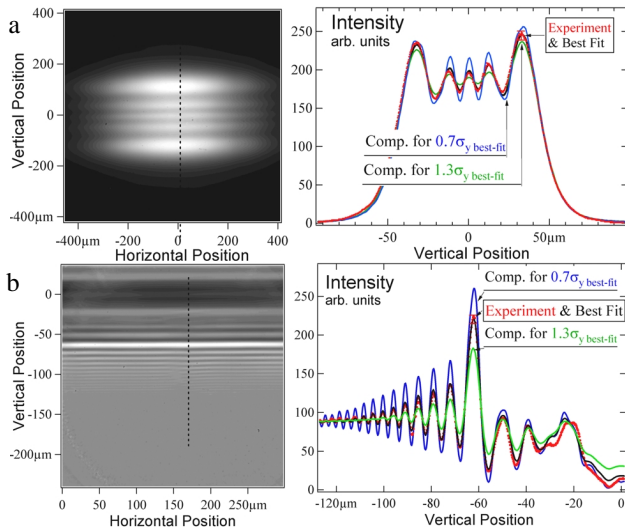 a
Vertical Position
200
0
-200
-400µm
-400µm
-200
0
200
400
Horizontal Position
Intensity
arb. units
250
200
150
100
50
0
Experiment
& Best Fit
Comp. for 0.7σy best-fit
Comp. for 1.3σy best-fit
-50
0
50µm
Vertical Position
b
Vertical Position
0
-50
-100
-150
-200µm
0
50
100
150
200
250µm
Horizontal Position
Intensity
arb. units
250
200
150
100
50
0
Comp. for 0.7σy best-fit
Experiment & Best Fit
Comp. for 1.3σy best-fit
-120µm
-100
-80
-60
-40
-20
0
Vertical Position